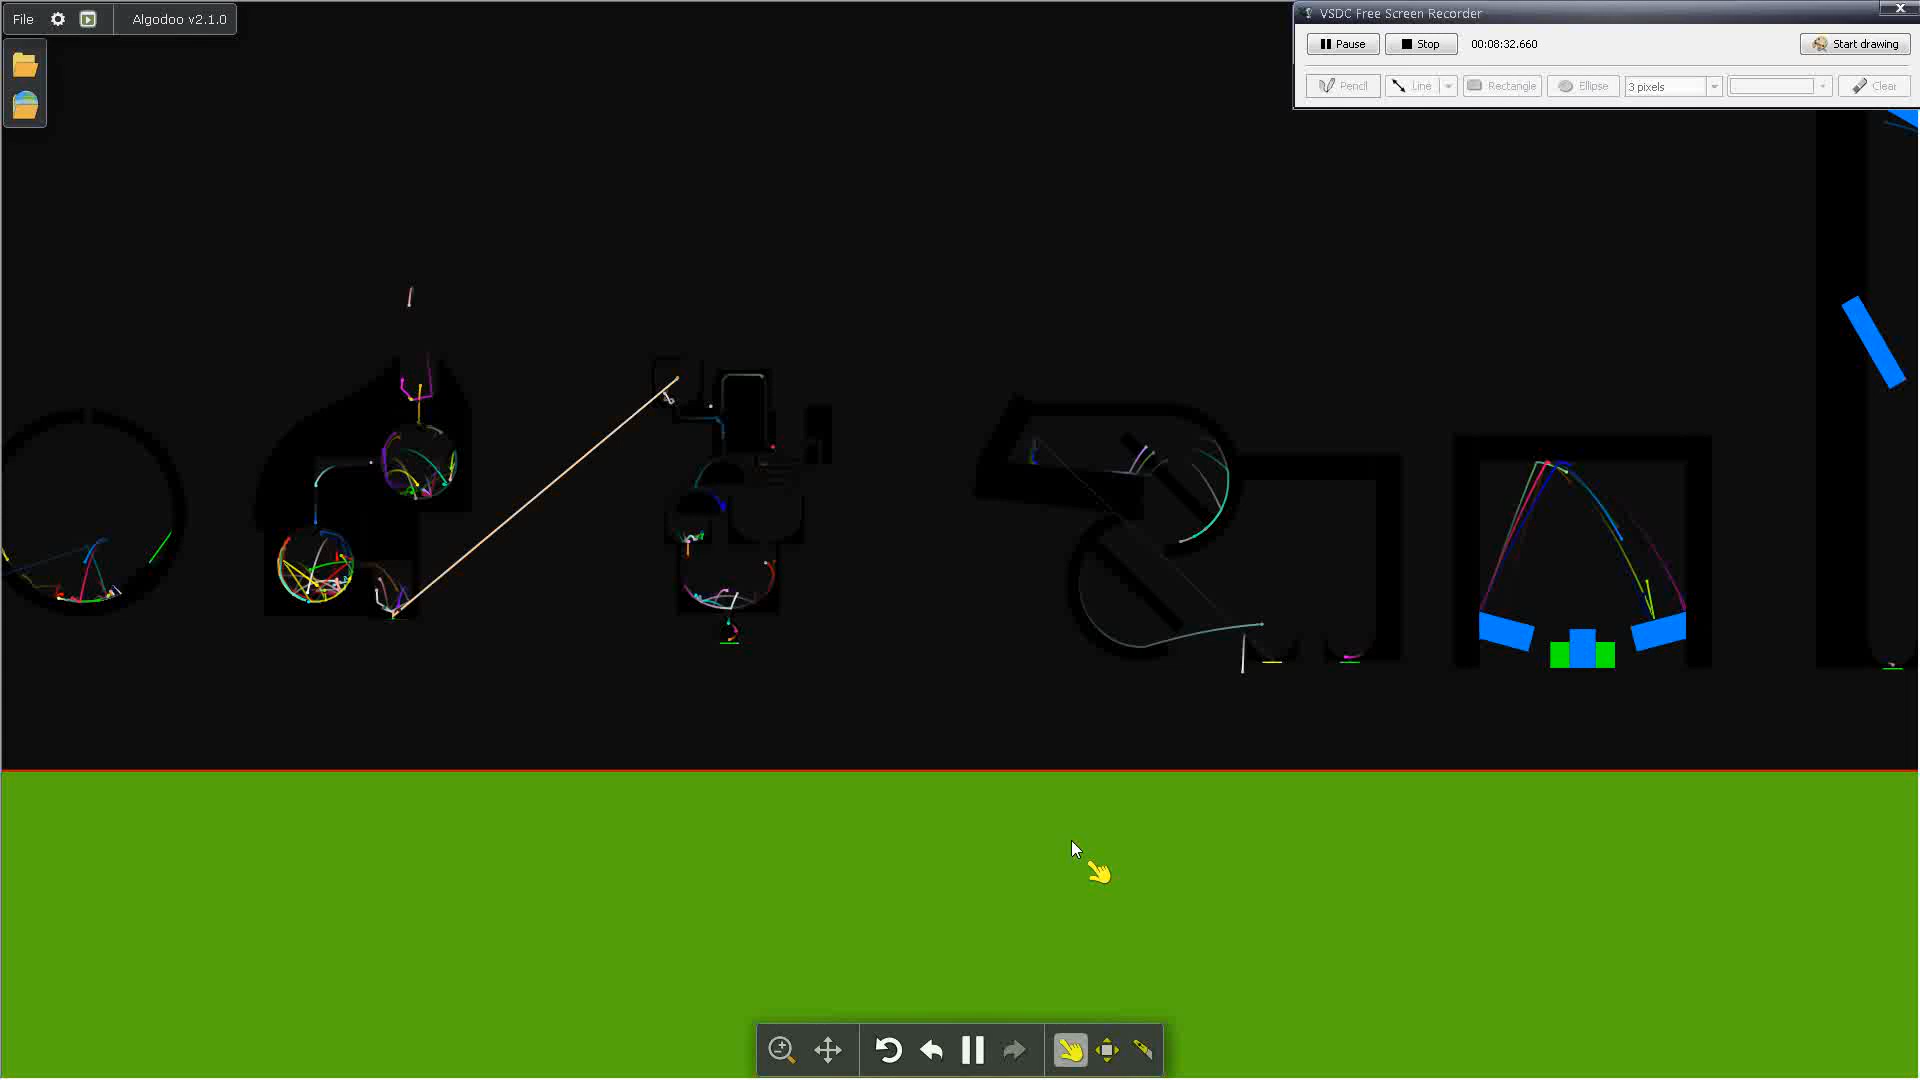 File Algodoo v2.1.0
VSDC Free Screen Recorder
Pause Stop 00:08:32.660 Start drawing
Pencil Line Rectangle Ellipse 3 pixels Clear